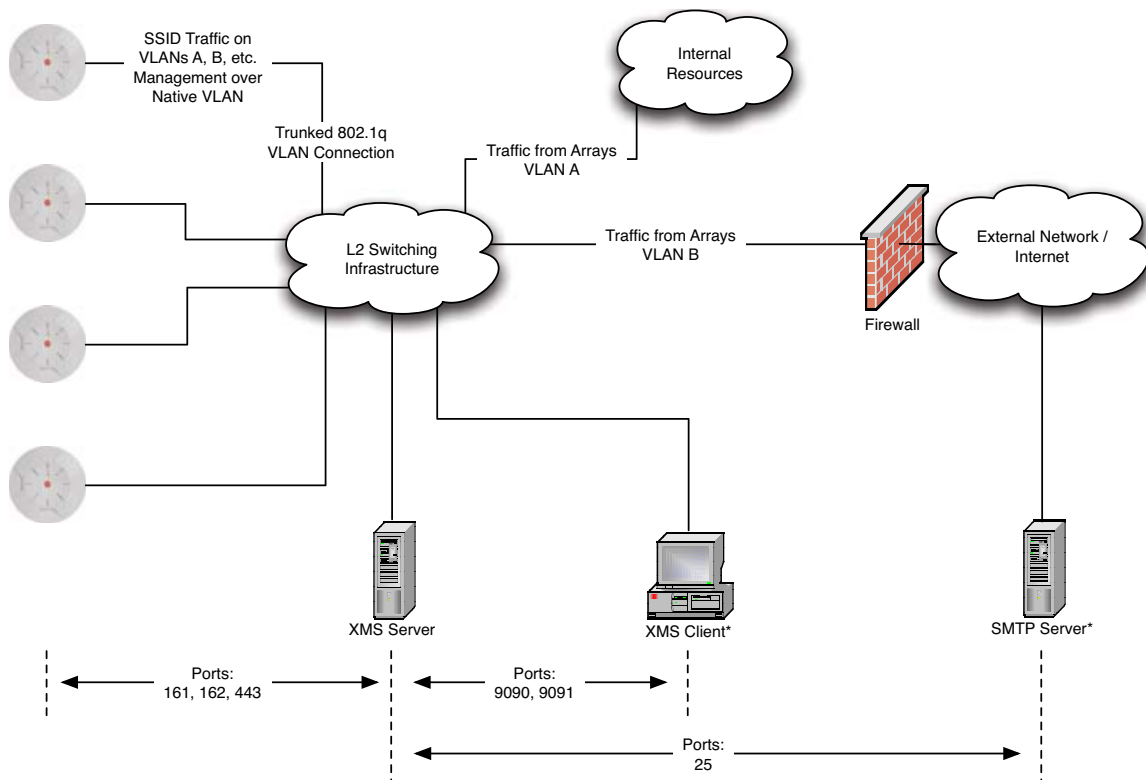 SSID Traffic on
VLANs A, B, etc.
Management over
Native VLAN
Internal
Resources
Trunked 802.1q
VLAN Connection
Traffic from Arrays
VLAN A
L2 Switching
Infrastructure
Traffic from Arrays
VLAN B
External Network /
Internet
Firewall
XMS Server
XMS Client*
SMTP Server*
Ports:
161, 162, 443
Ports:
9090, 9091
Ports:
25